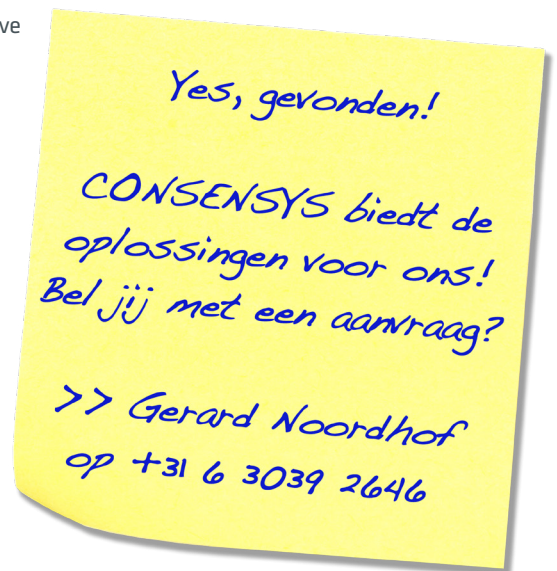 ve
Yes, gevonden!
CONSENSYS biedt de
oplossingen voor ons!
Bel jij met een aanvraag?
>> Gerard Noordhof
op +31 6 3039 2646